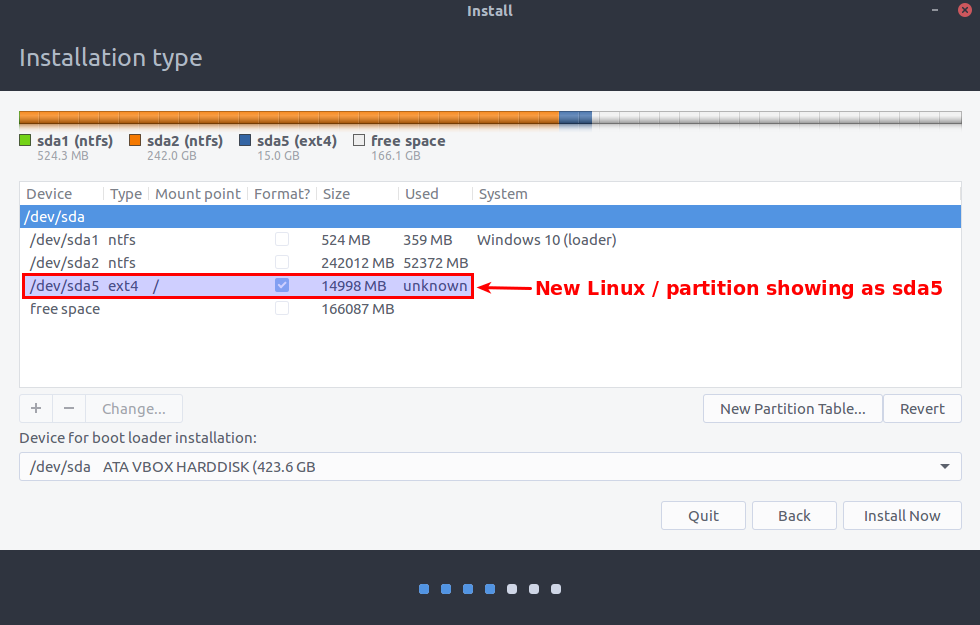 Install
Installation type
sda1 (ntfs) sda2 (ntfs) sda5 (ext4) free space
524.3 MB 242.0 GB 15.0 GB 166.1 GB
Device Type Mount point Format? Size Used System
/dev/sda
/dev/sda1 ntfs 524 MB 359 MB Windows 10 (loader)
/dev/sda2 ntfs 242012 MB 52372 MB
/dev/sda5 ext4 / 14998 MB unknown New Linux / partition showing as sda5
free space 166087 MB
+ − Change... New Partition Table... Revert
Device for boot loader installation:
/dev/sda ATA VBOX HARDDISK (423.6 GB
Quit Back Install Now